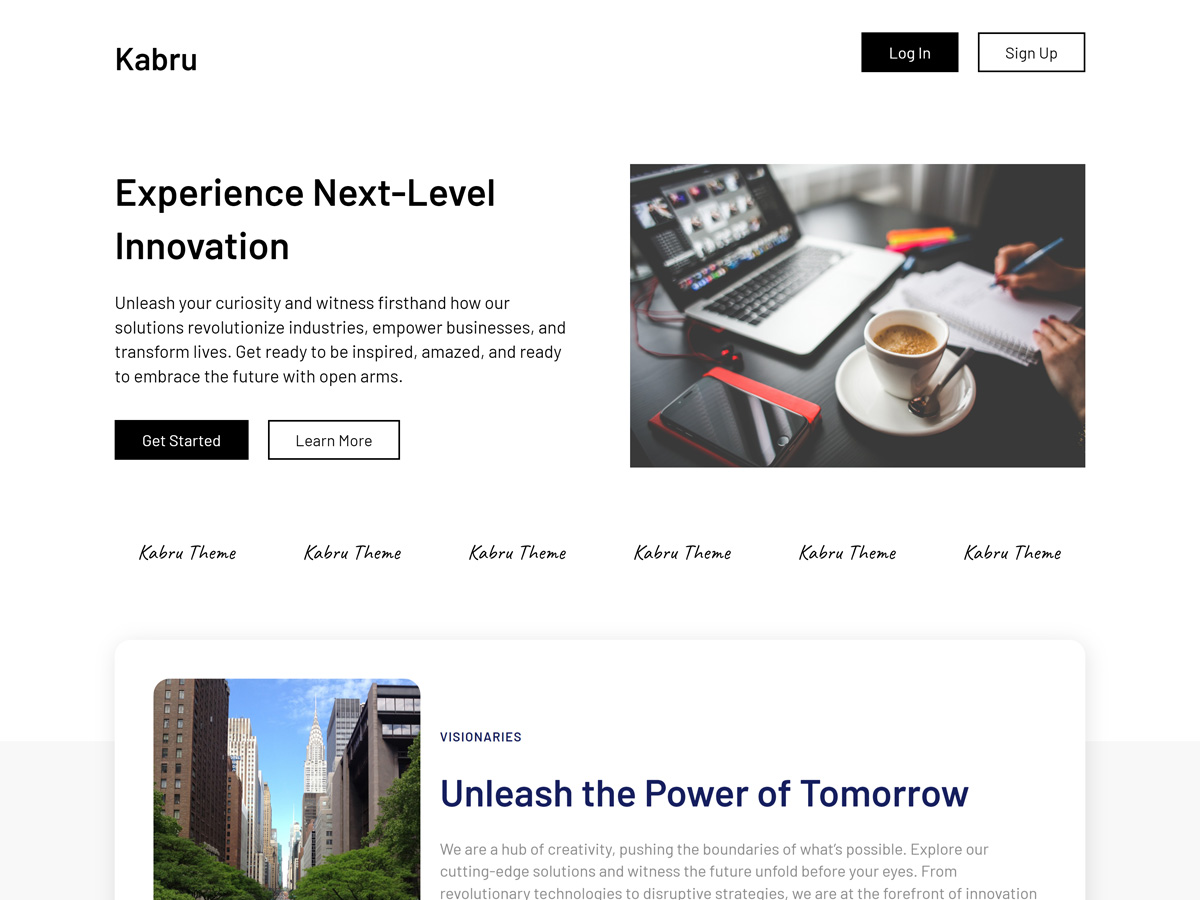 Kabru
Log In
Sign Up
Experience Next-Level
Innovation
Unleash your curiosity and witness firsthand how our
solutions revolutionize industries, empower businesses, and
transform lives. Get ready to be inspired, amazed, and ready
to embrace the future with open arms.
Get Started
Learn More
Kabru Theme
Kabru Theme
Kabru Theme
Kabru Theme
Kabru Theme
Kabru Theme
VISIONARIES
Unleash the Power of Tomorrow
We are a hub of creativity, pushing the boundaries of what’s possible. Explore our
cutting-edge solutions and witness the future unfold before your eyes. From
revolutionary technologies to disruptive strategies, we are at the forefront of innovation